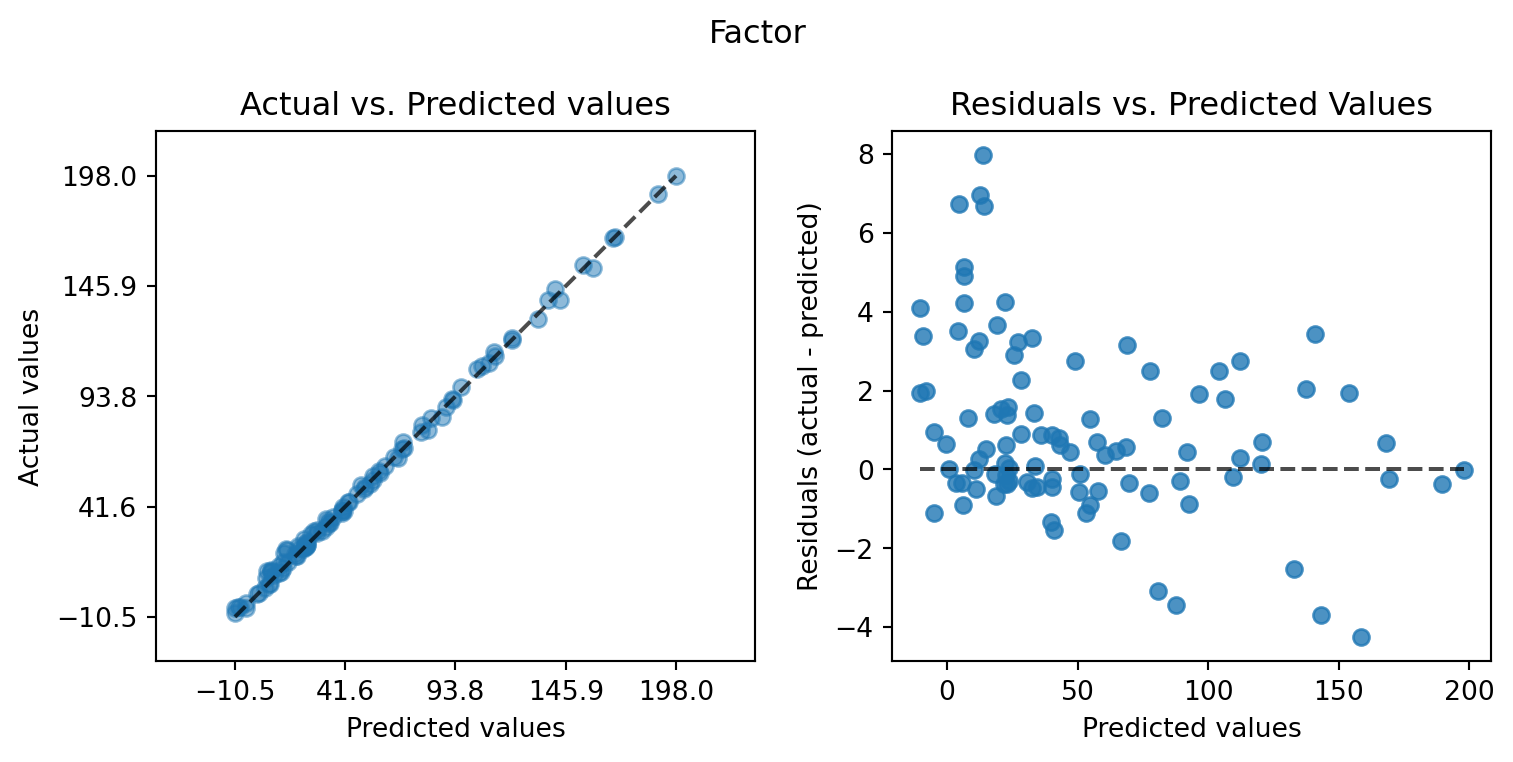 Factor
Actual vs. Predicted values
198.0
145.9
93.8
41.6
−10.5
Actual values
−10.5 41.6 93.8 145.9 198.0
Predicted values
Residuals vs. Predicted Values
8
6
4
2
0
−2
−4
Residuals (actual - predicted)
0 50 100 150 200
Predicted values